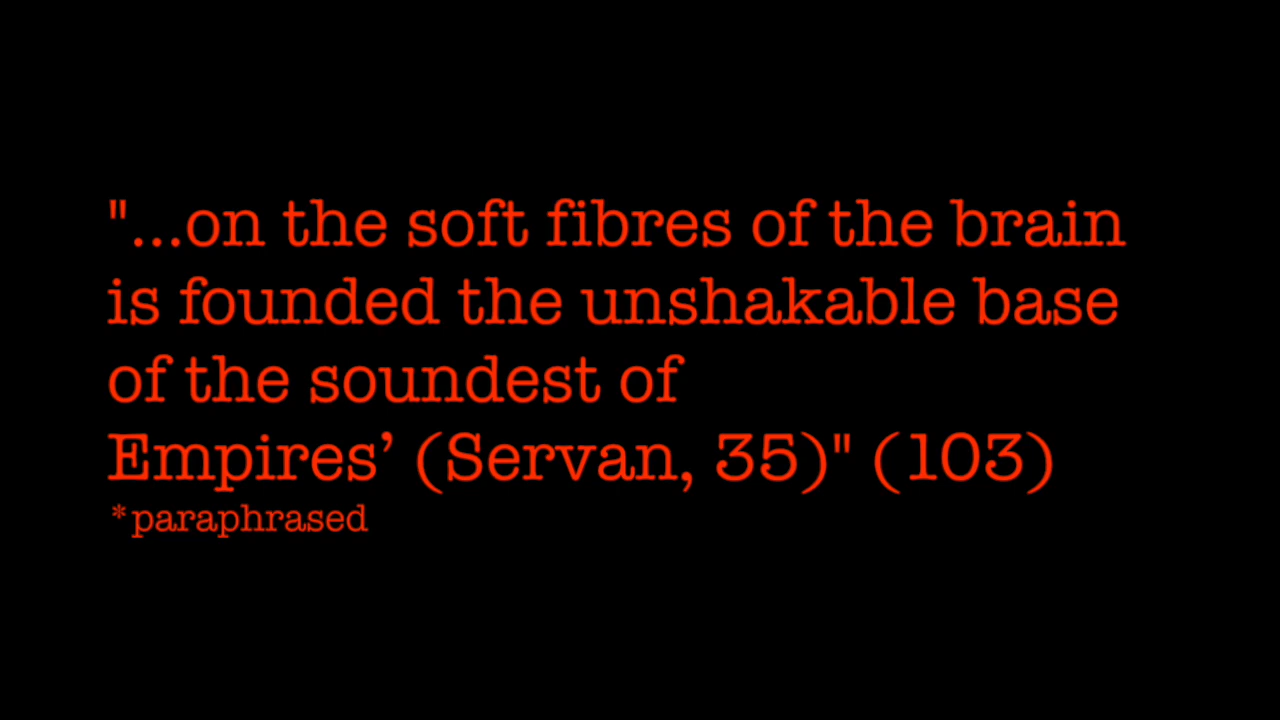 "...on the soft fibres of the brain
is founded the unshakable base
of the soundest of
Empires’ (Servan, 35)" (103)
*paraphrased